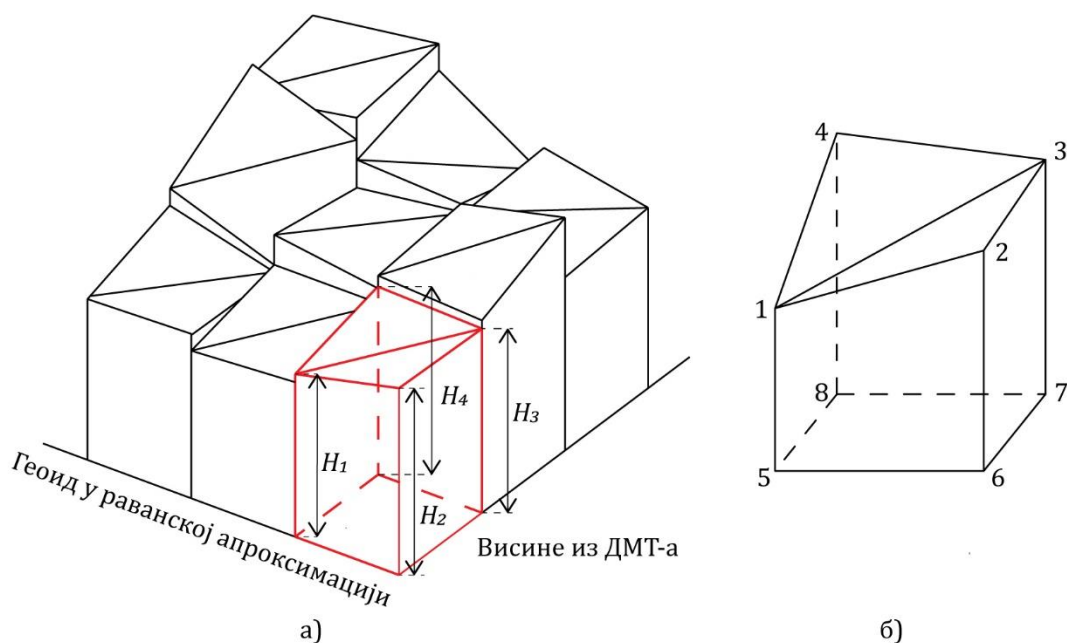 4
3
2
1
8
7
5
6
H₄
H₃
H₁
H₂
Геоид у раванској апроксимацији
Висине из ДМТ-а
а)
б)